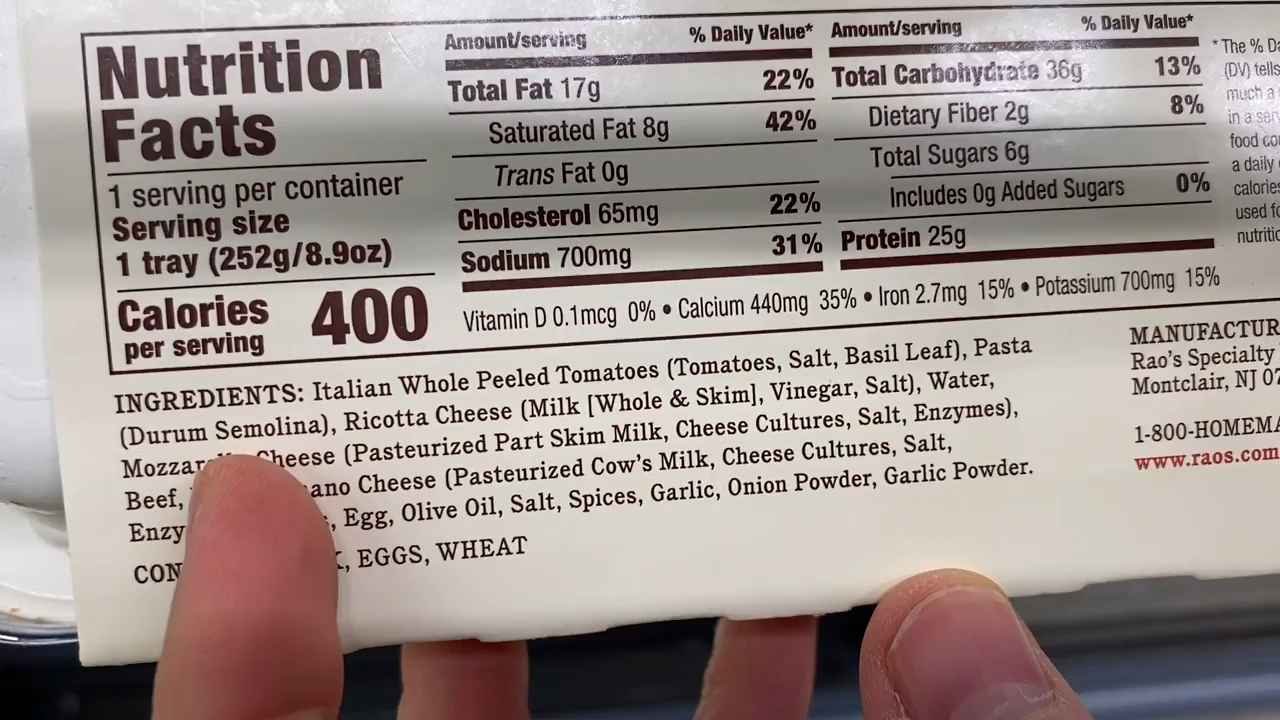 Nutrition
Facts
1 serving per container
Serving size
1 tray (252g/8.9oz)
Calories 400
per serving
Amount/serving % Daily Value*
Total Fat 17g 22%
Saturated Fat 8g 42%
Trans Fat 0g
Cholesterol 65mg 22%
Sodium 700mg 31%
Amount/serving % Daily Value*
Total Carbohydrate 36g 13%
Dietary Fiber 2g 8%
Total Sugars 6g
Includes 0g Added Sugars 0%
Protein 25g
Vitamin D 0.1mcg 0% • Calcium 440mg 35% • Iron 2.7mg 15% • Potassium 700mg 15%
* The %
(DV) tells
much a
in a
food
a daily
calories
used
INGREDIENTS: Italian Whole Peeled Tomatoes (Tomatoes, Salt, Basil Leaf), Pasta
(Durum Semolina), Ricotta Cheese (Milk [Whole & Skim], Vinegar, Salt), Water,
Cheese (Pasteurized Part Skim Milk, Cheese Cultures, Salt, Enzymes),
Beef, Cheese (Pasteurized Cow's Milk, Cheese Cultures, Salt,
Egg, Olive Oil, Salt, Spices, Garlic, Onion Powder, Garlic Powder.
EGGS, WHEAT
MANUFACTUR
Rao's Specialty
Montclair, NJ 07
1-800-HOMEMA
www.raos.com